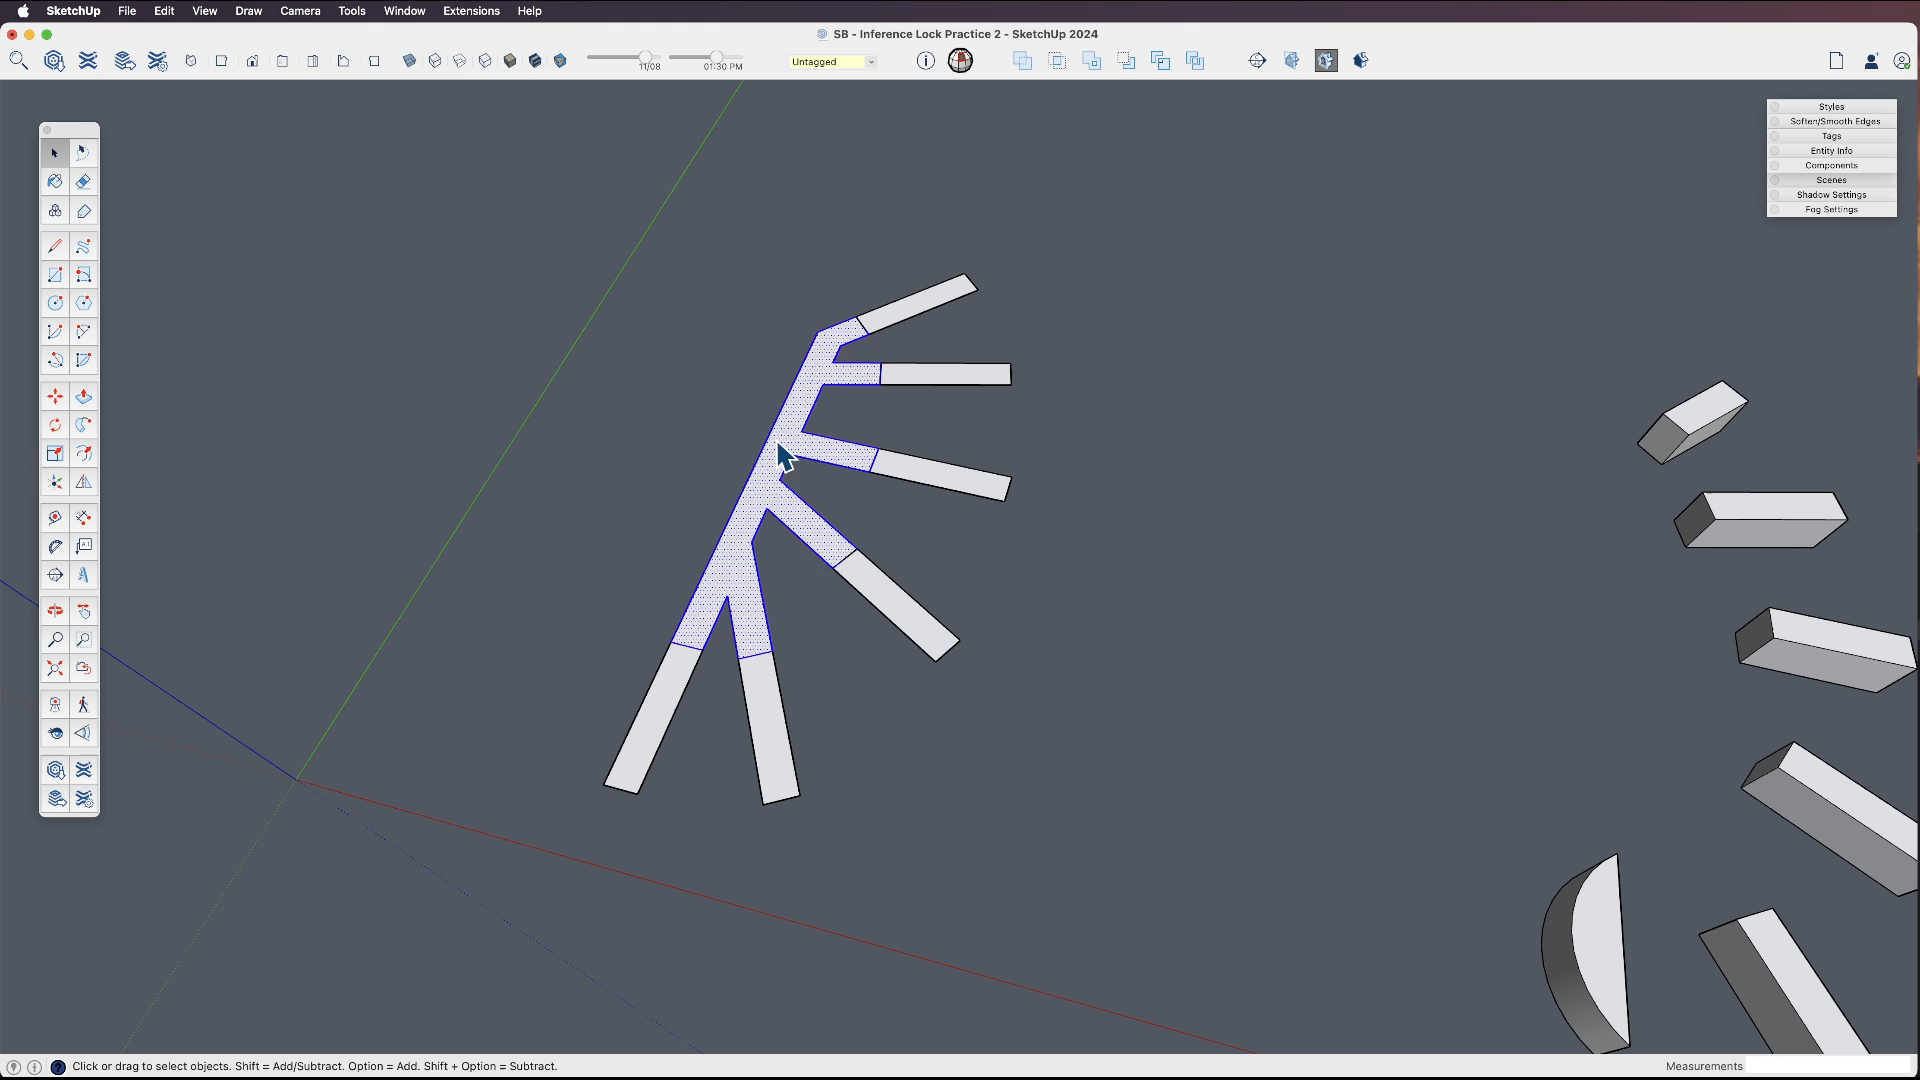 SketchUp File Edit View Draw Camera Tools Window Extensions Help
SB - Inference Lock Practice 2 - SketchUp 2024
11/08
01:30 PM
Untagged
Styles
Soften/Smooth Edges
Tags
Entity Info
Components
Scenes
Shadow Settings
Fog Settings
Click or drag to select objects. Shift = Add/Subtract. Option = Add. Shift + Option = Subtract.
Measurements